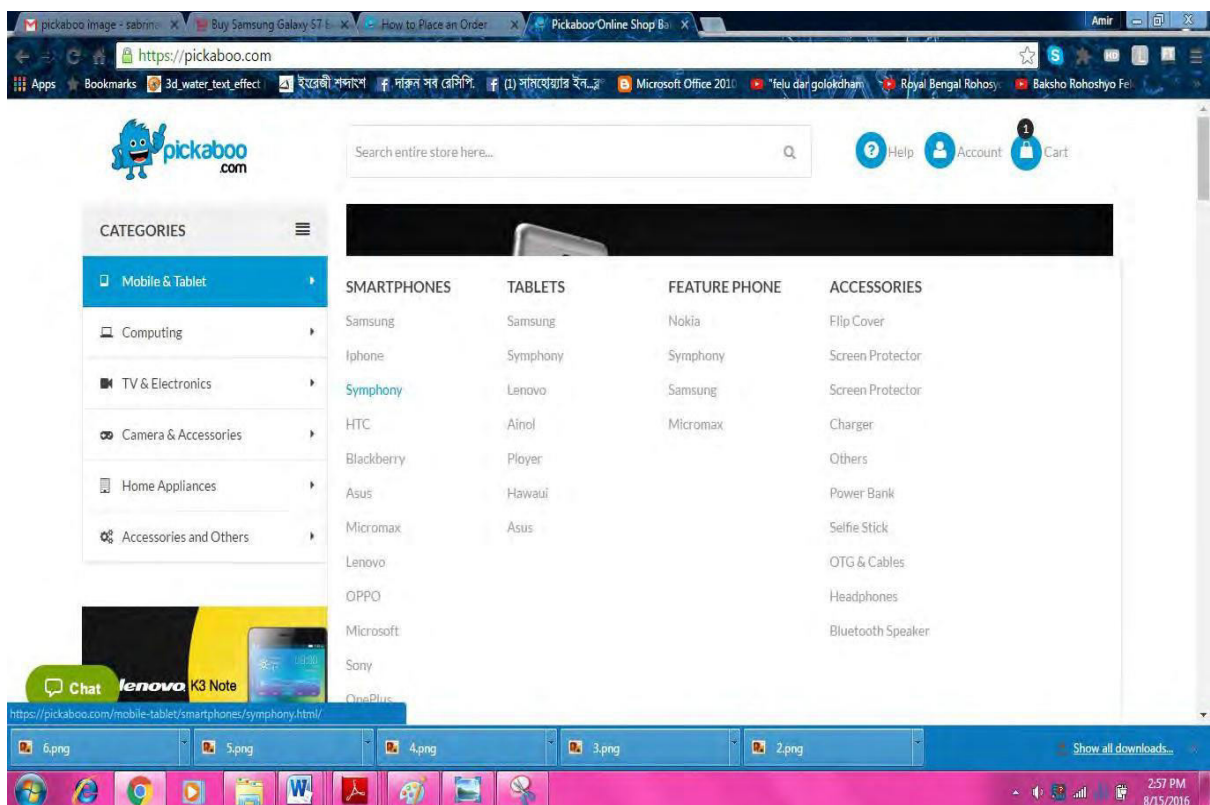 pickaboo image - sabrina
Buy Samsung Galaxy S7 E
How to Place an Order
Pickaboo Online Shop Ba
Amir
https://pickaboo.com
Apps
Bookmarks
3d_water_text_effect
ইংরেজী শব্দাংশ
দারুন সব রেসিপি.
Microsoft Office 2010
"felu dar golokdham
Royal Bengal Rohosy
Baksho Rohoshyo Fel
pickaboo
.com
Search entire store here...
Help
Account
1
Cart
CATEGORIES
Mobile & Tablet
Computing
TV & Electronics
Camera & Accessories
Home Appliances
Accessories and Others
SMARTPHONES
Samsung
Iphone
Symphony
HTC
Blackberry
Asus
Micromax
Lenovo
OPPO
Microsoft
Sony
OnePlus
TABLETS
Samsung
Symphony
Lenovo
Ainol
Ployer
Hawaui
Asus
FEATURE PHONE
Nokia
Symphony
Samsung
Micromax
ACCESSORIES
Flip Cover
Screen Protector
Screen Protector
Charger
Others
Power Bank
Selfie Stick
OTG & Cables
Headphones
Bluetooth Speaker
lenovo K3 Note
Chat
https://pickaboo.com/mobile-tablet/smartphones/symphony.html/
6.png
5.png
4.png
3.png
2.png
Show all downloads...
2:57 PM
8/15/2016